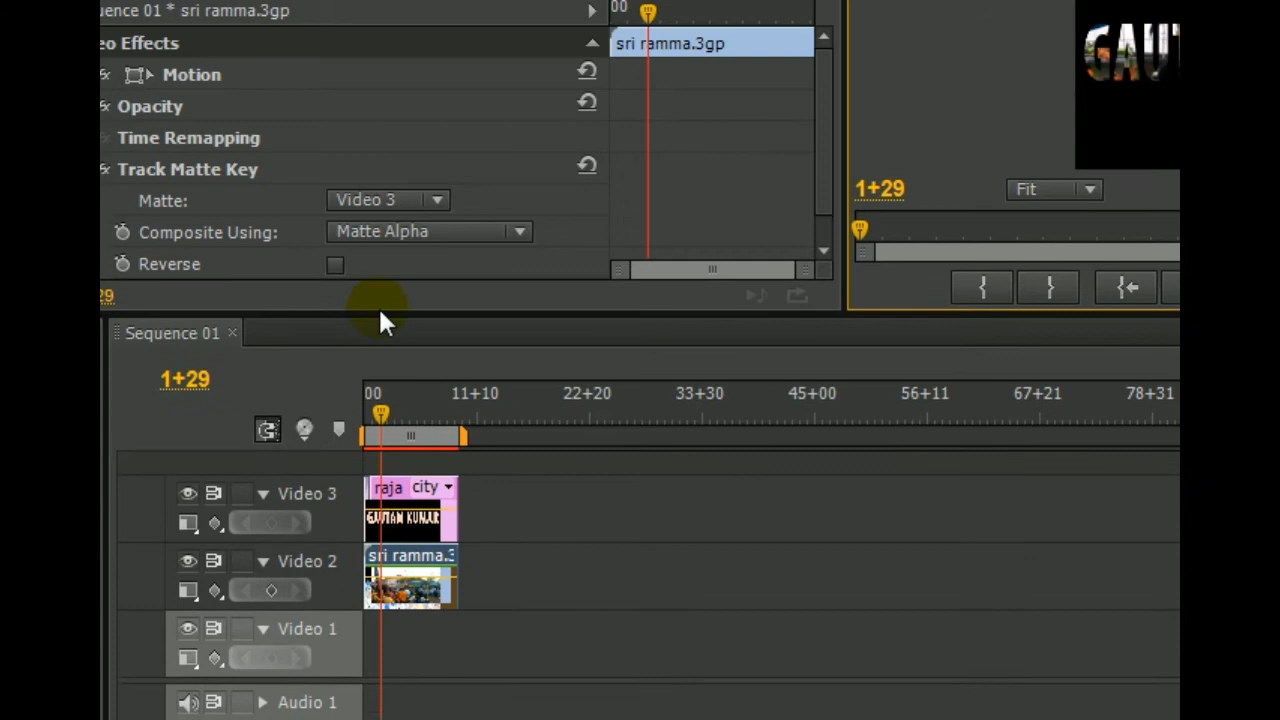 quence 01 * sri ramma.3gp
00
sri ramma.3gp
eo Effects
Motion
Opacity
Time Remapping
Track Matte Key
Matte: Video 3
Composite Using: Matte Alpha
Reverse
29
GAUT
1+29
Fit
Sequence 01
1+29
00 11+10 22+20 33+30 45+00 56+11 67+21 78+31
Video 3
raja city
GAUTAM KUMAR
Video 2
sri ramma.3
Video 1
Audio 1